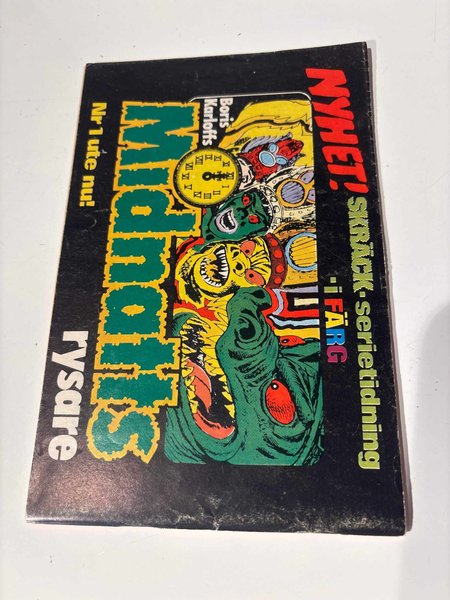 NYHET!
SKRÄCK-serietidning
-i FÄRG
Boris
Karloffs
Midnatts
rysare
Nr 1 ute nu!